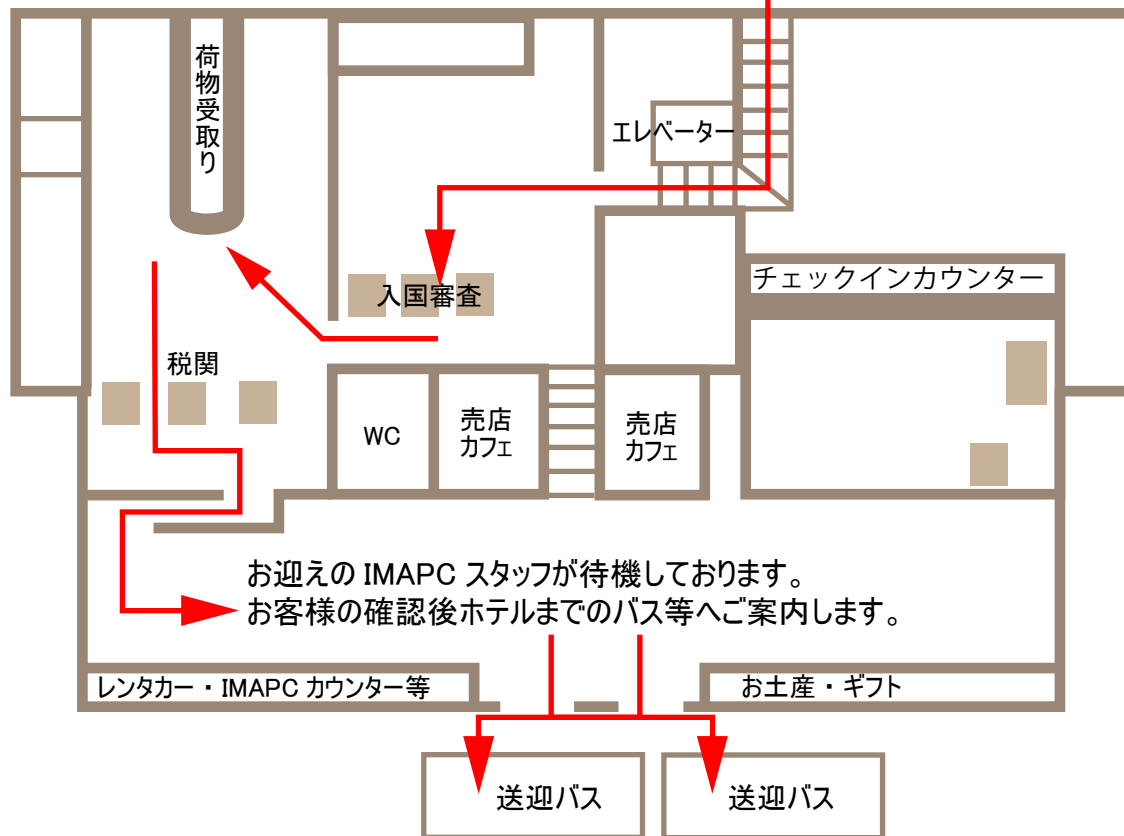 荷物受取り
エレベーター
チェックインカウンター
入国審査
税関
WC
売店
カフェ
売店
カフェ
お迎えの IMAPC スタッフが待機しております。
お客様の確認後ホテルまでのバス等へご案内します。
レンタカー・IMAPC カウンター等
お土産・ギフト
送迎バス
送迎バス